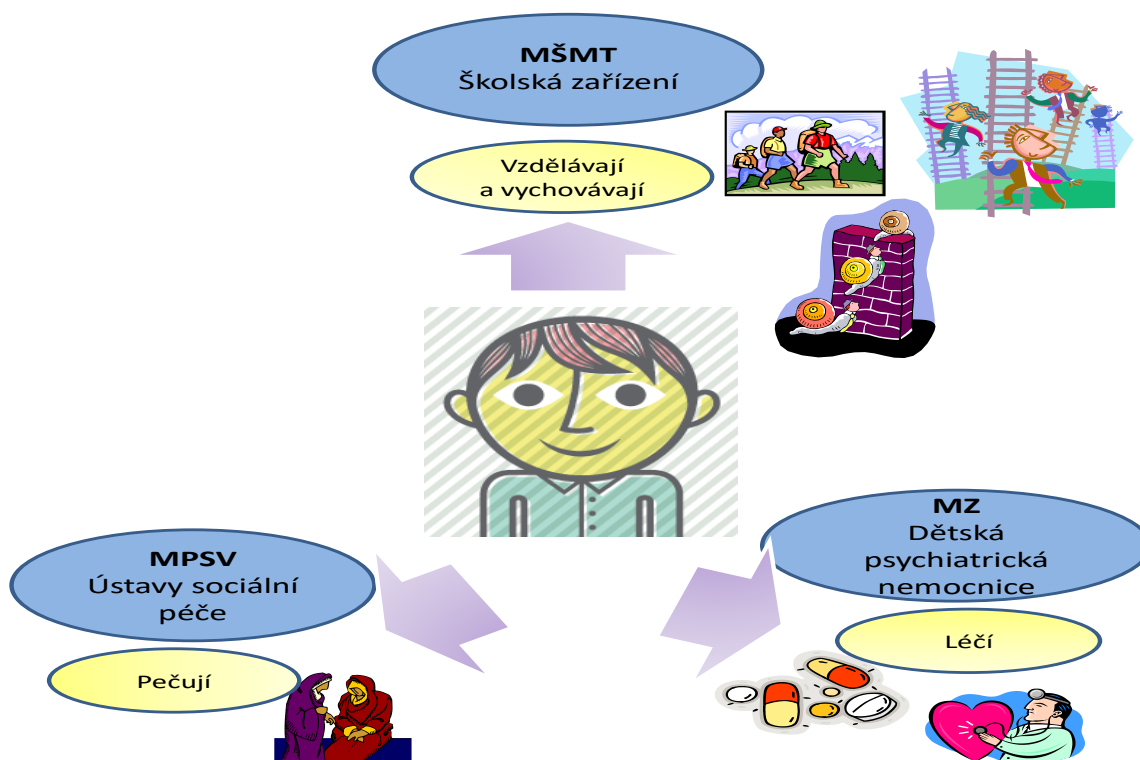 MŠMT
Školská zařízení
Vzdělávají
a vychovávají
MPSV
Ústavy sociální
péče
Pečují
MZ
Dětská
psychiatrická
nemocnice
Léčí